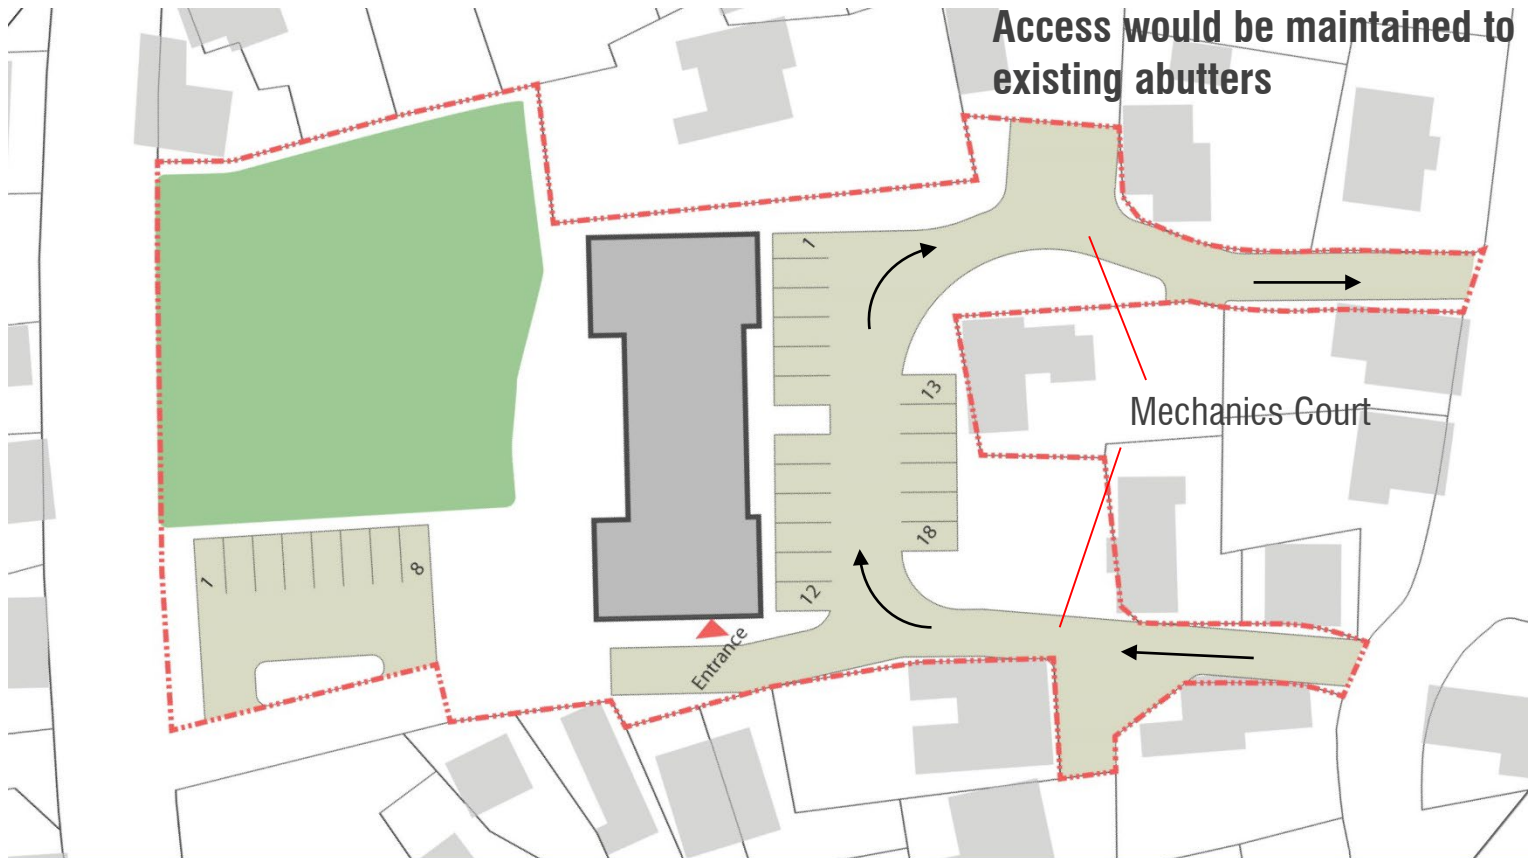 Access would be maintained to
existing abutters
1
13
Mechanics Court
18
1
8
12
Entrance